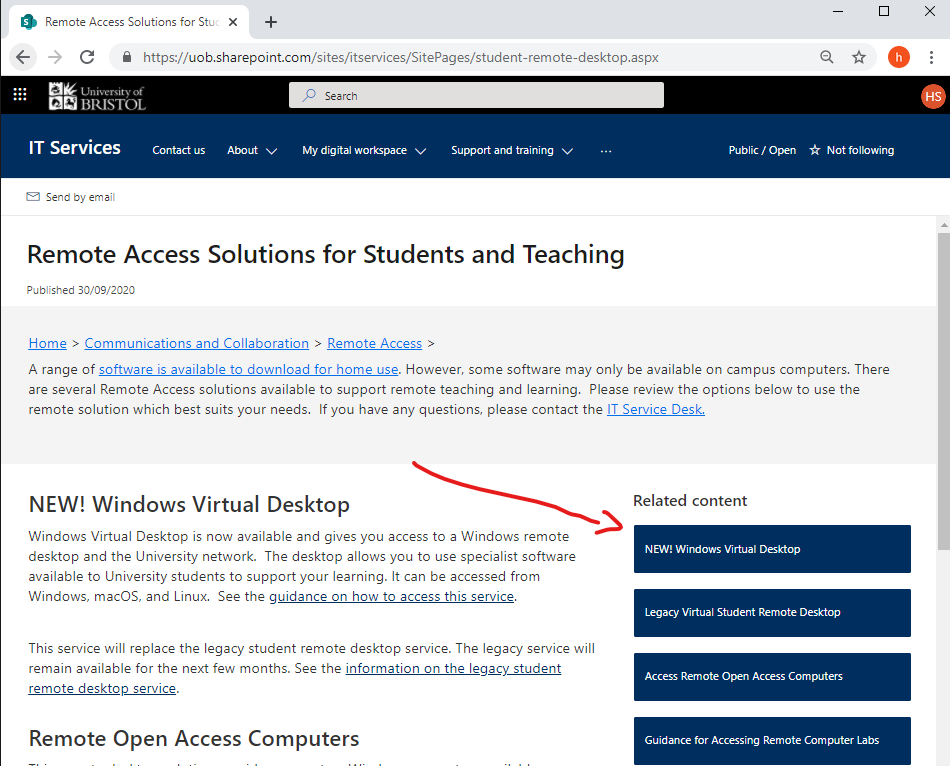 Remote Access Solutions for Stu
https://uob.sharepoint.com/sites/itservices/SitePages/student-remote-desktop.aspx
h
University of
BRISTOL
Search
HS
IT Services
Contact us
About
My digital workspace
Support and training
...
Public / Open
Not following
Send by email
Remote Access Solutions for Students and Teaching
Published 30/09/2020
Home > Communications and Collaboration > Remote Access >
A range of software is available to download for home use. However, some software may only be available on campus computers. There
are several Remote Access solutions available to support remote teaching and learning. Please review the options below to use the
remote solution which best suits your needs. If you have any questions, please contact the IT Service Desk.
NEW! Windows Virtual Desktop
Windows Virtual Desktop is now available and gives you access to a Windows remote
desktop and the University network. The desktop allows you to use specialist software
available to University students to support your learning. It can be accessed from
Windows, macOS, and Linux. See the guidance on how to access this service.
This service will replace the legacy student remote desktop service. The legacy service will
remain available for the next few months. See the information on the legacy student
remote desktop service.
Remote Open Access Computers
Related content
NEW! Windows Virtual Desktop
Legacy Virtual Student Remote Desktop
Access Remote Open Access Computers
Guidance for Accessing Remote Computer Labs